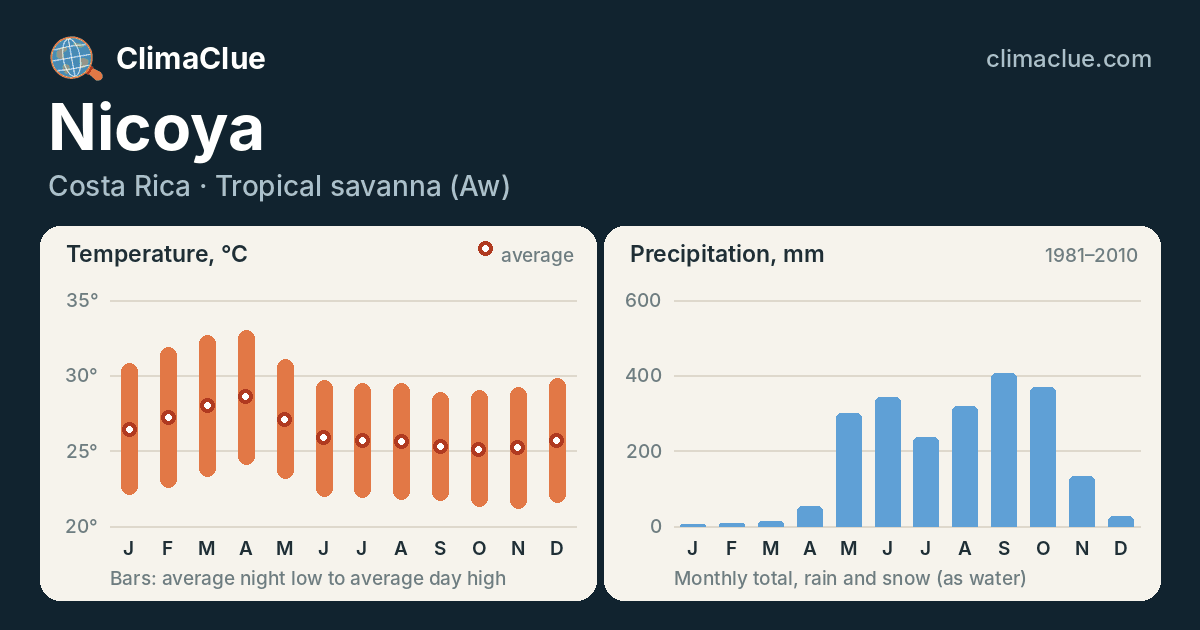 ClimaClue
climaclue.com
Nicoya
Costa Rica · Tropical savanna (Aw)
Temperature, °C
average
35°
30°
25°
20°
J F M A M J J A S O N D
Bars: average night low to average day high
Precipitation, mm
1981–2010
600
400
200
0
J F M A M J J A S O N D
Monthly total, rain and snow (as water)